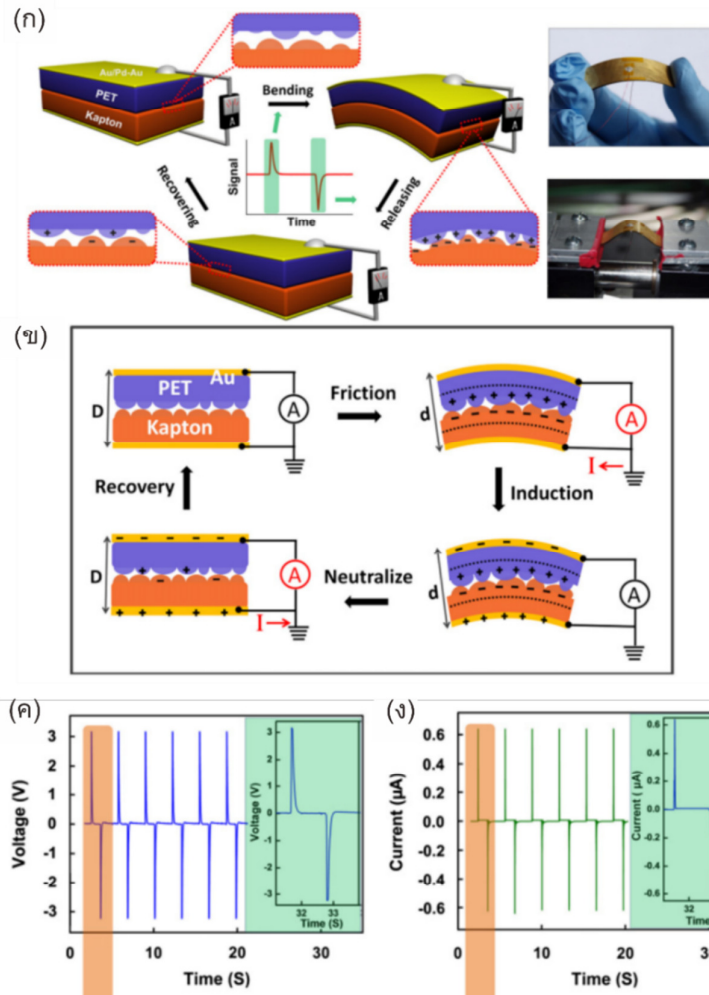 (ก)
Au/Pd-Au
PET
Kapton
A
Bending
A
Signal
Time
Recovering
Releasing
A
(ข)
D
Au
PET
Kapton
A
Friction
d
A
I
Recovery
Induction
D
A
I
Neutralize
d
A
(ค)
Voltage (V)
3
2
1
0
-1
-2
-3
0
10
20
30
Time (S)
Voltage (V)
3
2
1
0
-1
-2
-3
32
33
Time (S)
(ง)
Current (μA)
0.6
0.4
0.2
0.0
-0.2
-0.4
-0.6
0
10
20
Time (S)
Current (μA)
0.6
0.4
0.2
0.0
-0.2
-0.4
-0.6
32
Time (S)
30